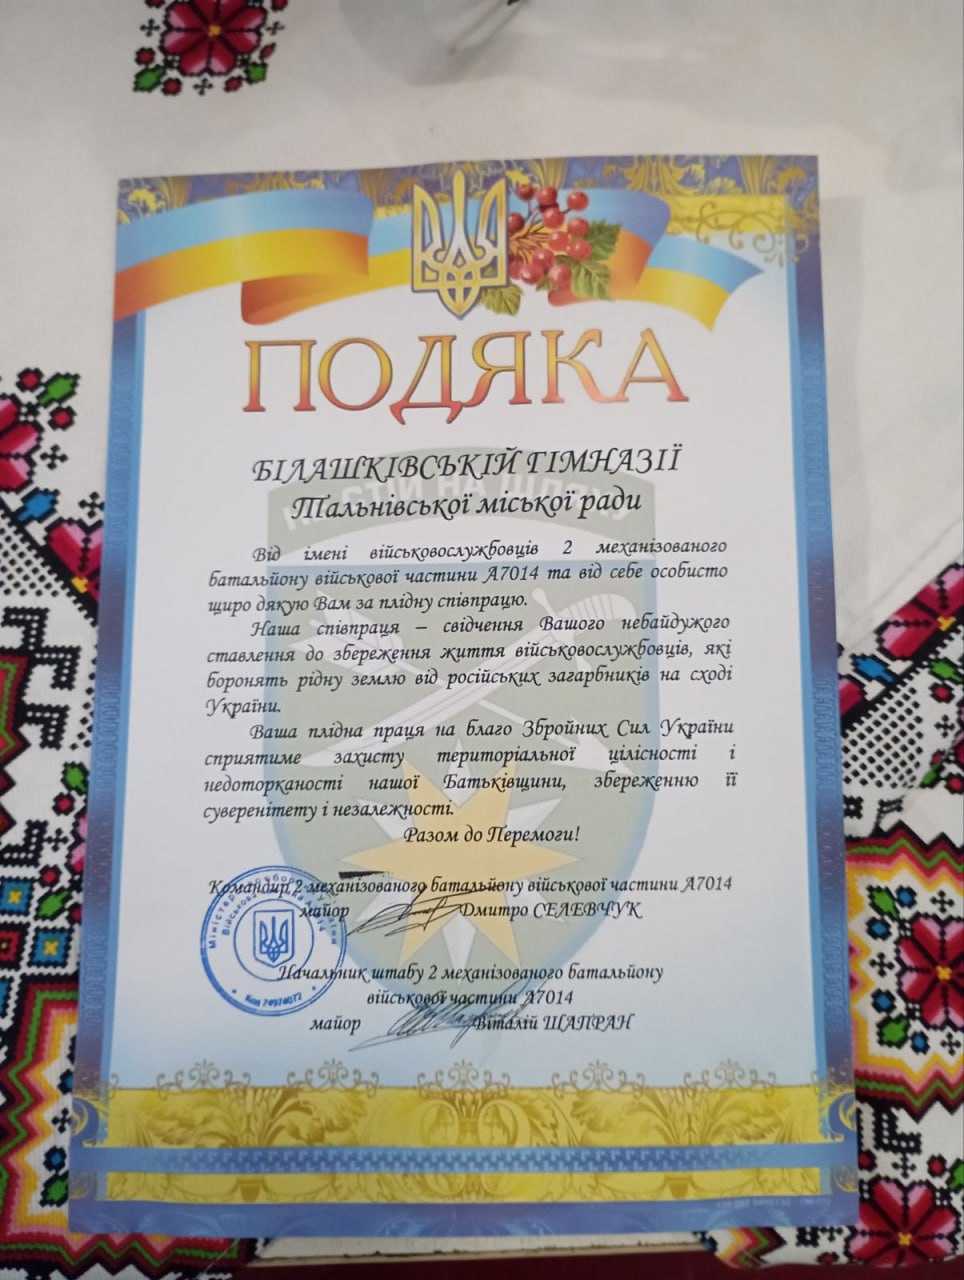 ПОДЯКА
БІЛАШКІВСЬКІЙ ГІМНАЗІЇ
Тальнівської міської ради
Від імені військовослужбовців 2 механізованого
батальйону військової частини А7014 та від себе особисто
щиро дякую Вам за плідну співпрацю.
Наша співпраця – свідчення Вашого небайдужого
ставлення до збереження життя військовослужбовців, які
боронять рідну землю від російських загарбників на сході
України.
Ваша плідна праця на благо Збройних Сил України
сприятиме захисту територіальної цілісності і
недоторканості нашої Батьківщини, збереженню її
суверенітету і незалежності.
Разом до Перемоги!
Командир 2 механізованого батальйону військової частини А7014
майор Дмитро СЕЛЕВЧУК
Начальник штабу 2 механізованого батальйону
військової частини А7014
майор Віталій ШАПРАН